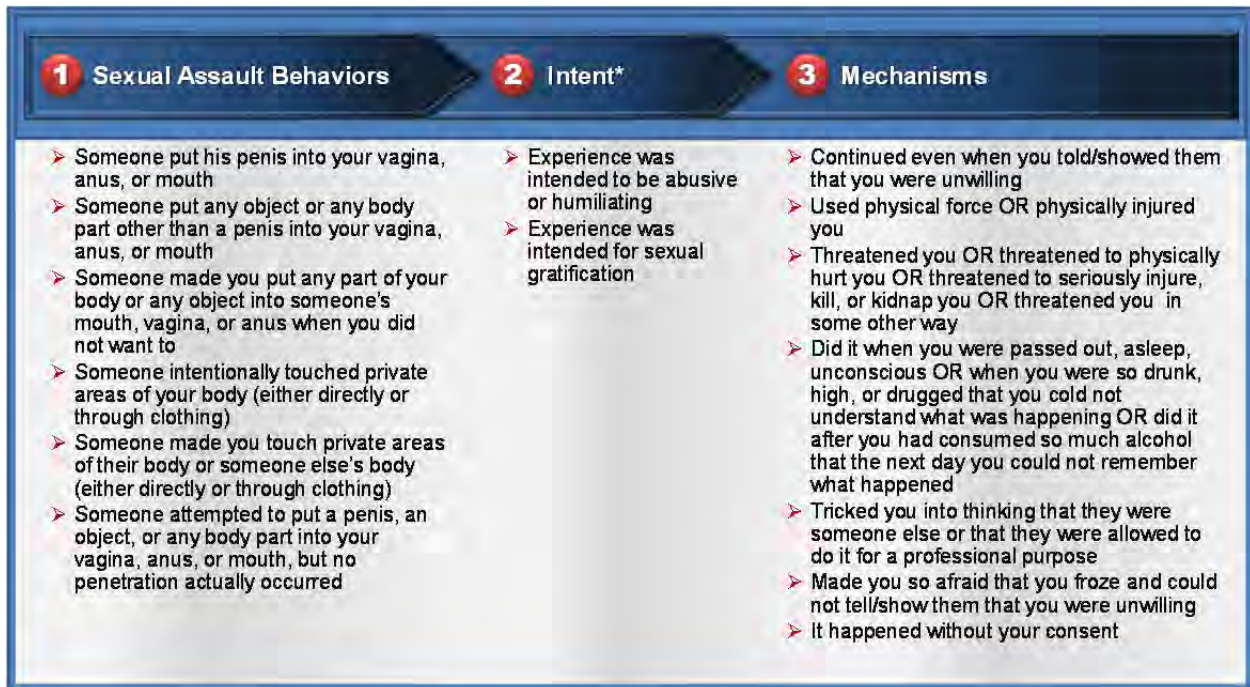 1 Sexual Assault Behaviors
➢ Someone put his penis into your vagina,
anus, or mouth
➢ Someone put any object or any body
part other than a penis into your vagina,
anus, or mouth
➢ Someone made you put any part of your
body or any object into someone's
mouth, vagina, or anus when you did
not want to
➢ Someone intentionally touched private
areas of your body (either directly or
through clothing)
➢ Someone made you touch private areas
of their body or someone else's body
(either directly or through clothing)
➢ Someone attempted to put a penis, an
object, or any body part into your
vagina, anus, or mouth, but no
penetration actually occurred
2 Intent*
➢ Experience was
intended to be abusive
or humiliating
➢ Experience was
intended for sexual
gratification
3 Mechanisms
➢ Continued even when you told/showed them
that you were unwilling
➢ Used physical force OR physically injured
you
➢ Threatened you OR threatened to physically
hurt you OR threatened to seriously injure,
kill, or kidnap you OR threatened you in
some other way
➢ Did it when you were passed out, asleep,
unconscious OR when you were so drunk,
high, or drugged that you cold not
understand what was happening OR did it
after you had consumed so much alcohol
that the next day you could not remember
what happened
➢ Tricked you into thinking that they were
someone else or that they were allowed to
do it for a professional purpose
➢ Made you so afraid that you froze and could
not tell/show them that you were unwilling
➢ It happened without your consent